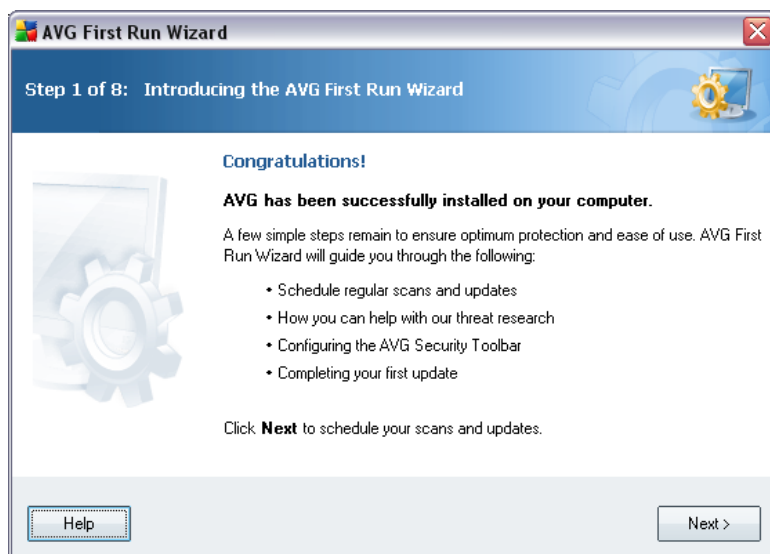 AVG First Run Wizard
Step 1 of 8: Introducing the AVG First Run Wizard
Congratulations!
AVG has been successfully installed on your computer.
A few simple steps remain to ensure optimum protection and ease of use. AVG First
Run Wizard will guide you through the following:
• Schedule regular scans and updates
• How you can help with our threat research
• Configuring the AVG Security Toolbar
• Completing your first update
Click Next to schedule your scans and updates.
Help
Next >